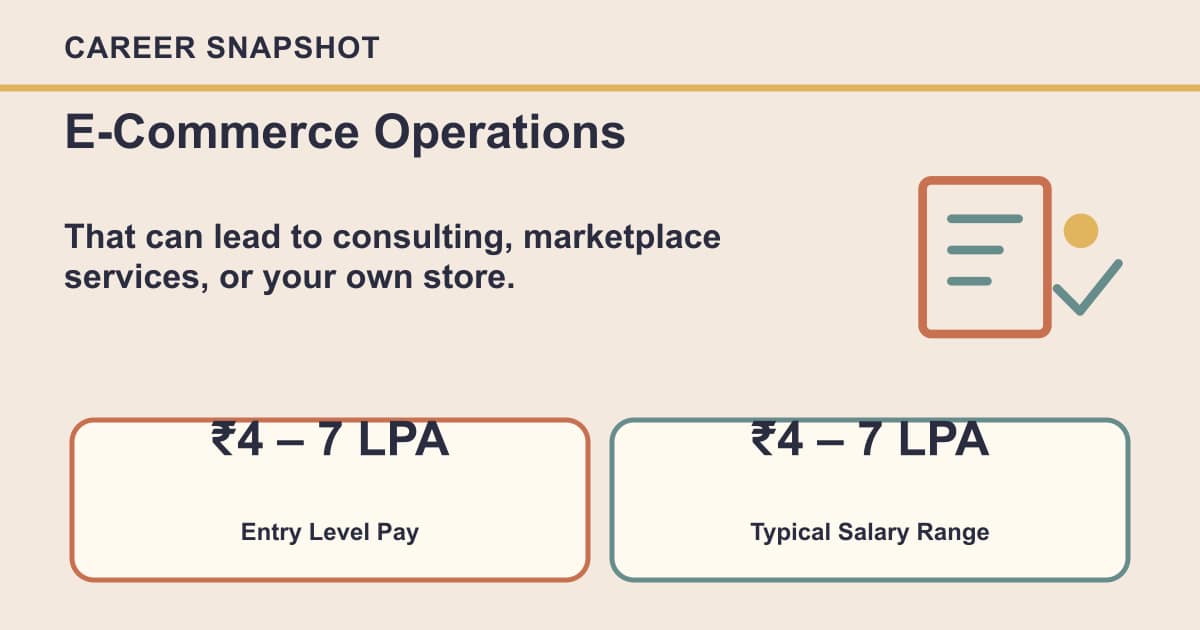 CAREER SNAPSHOT
E-Commerce Operations
That can lead to consulting, marketplace
services, or your own store.
₹4 – 7 LPA
Entry Level Pay
₹4 – 7 LPA
Typical Salary Range